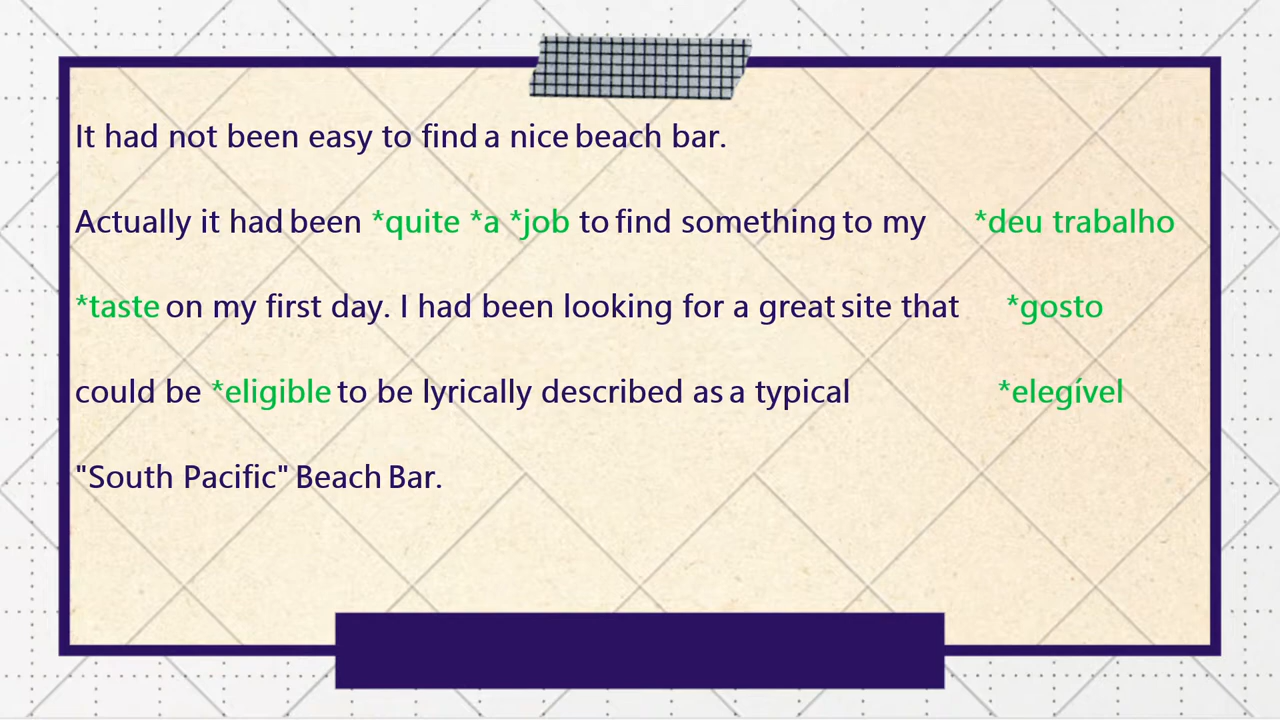 It had not been easy to find a nice beach bar.
Actually it had been *quite *a *job to find something to my *deu trabalho
*taste on my first day. I had been looking for a great site that *gosto
could be *eligible to be lyrically described as a typical *elegível
"South Pacific" Beach Bar.